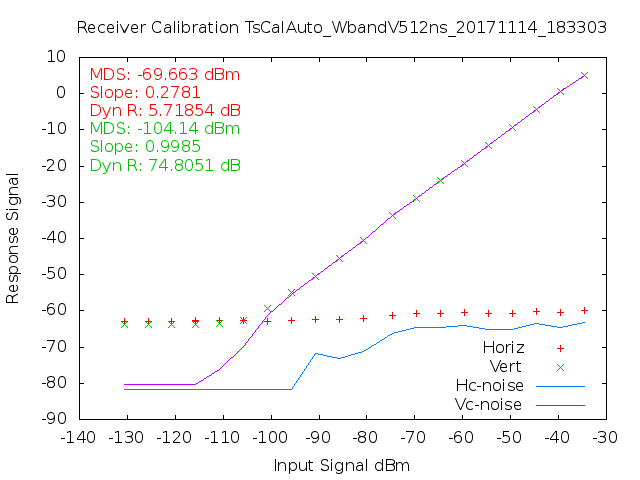 Receiver Calibration TsCalAuto_WbandV512ns_20171114_183303
10
0
-10
-20
-30
-40
-50
-60
-70
-80
-90
Response Signal
MDS: -69.663 dBm
Slope: 0.2781
Dyn R: 5.71854 dB
MDS: -104.14 dBm
Slope: 0.9985
Dyn R: 74.8051 dB
Horiz
Vert
Hc-noise
Vc-noise
-140 -130 -120 -110 -100 -90 -80 -70 -60 -50 -40 -30
Input Signal dBm